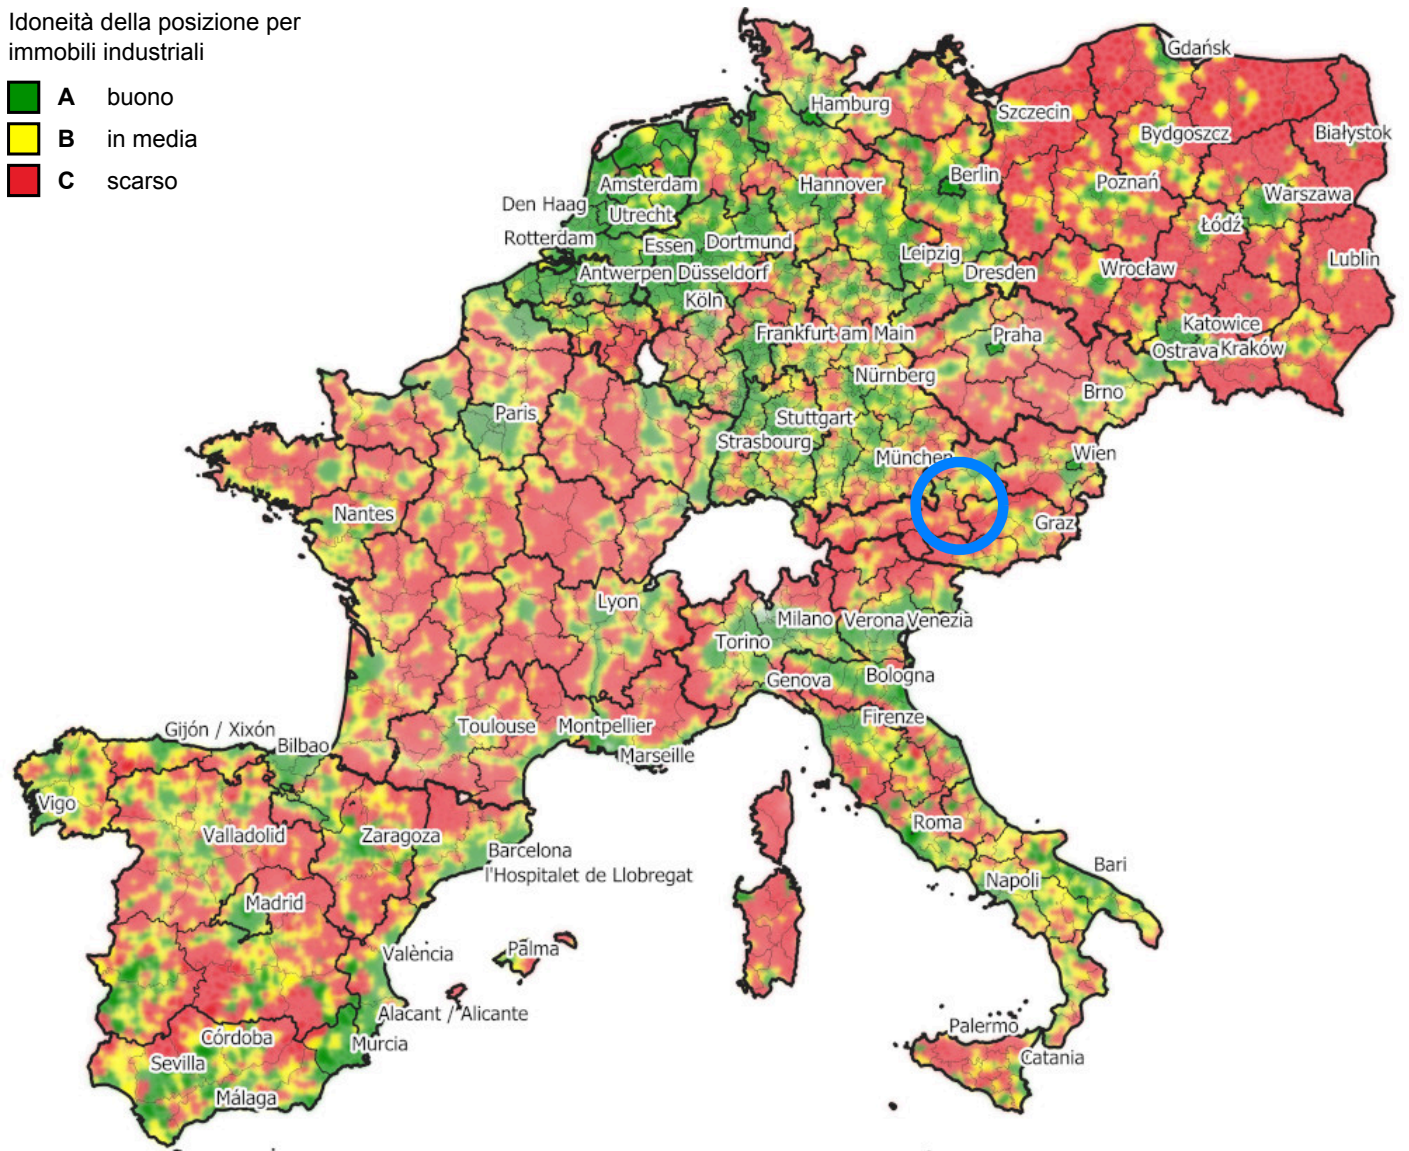 Idoneità della posizione per
immobili industriali
A buono
B in media
C scarso
Gdańsk
Hamburg
Szczecin
Bydgoszcz
Białystok
Berlin
Amsterdam
Hannover
Poznań
Warszawa
Den Haag
Utrecht
Łódź
Rotterdam
Essen
Dortmund
Leipzig
Lublin
Antwerpen
Düsseldorf
Dresden
Wrocław
Köln
Katowice
Frankfurt am Main
Praha
Ostrava
Kraków
Nürnberg
Brno
Paris
Stuttgart
Strasbourg
München
Wien
Nantes
Graz
Lyon
Milano
Verona
Venezia
Torino
Genova
Bologna
Firenze
Toulouse
Montpellier
Gijón / Xixón
Bilbao
Marseille
Vigo
Valladolid
Zaragoza
Roma
Barcelona
l'Hospitalet de Llobregat
Bari
Napoli
Madrid
València
Palma
Alacant / Alicante
Palermo
Córdoba
Murcia
Catania
Sevilla
Málaga